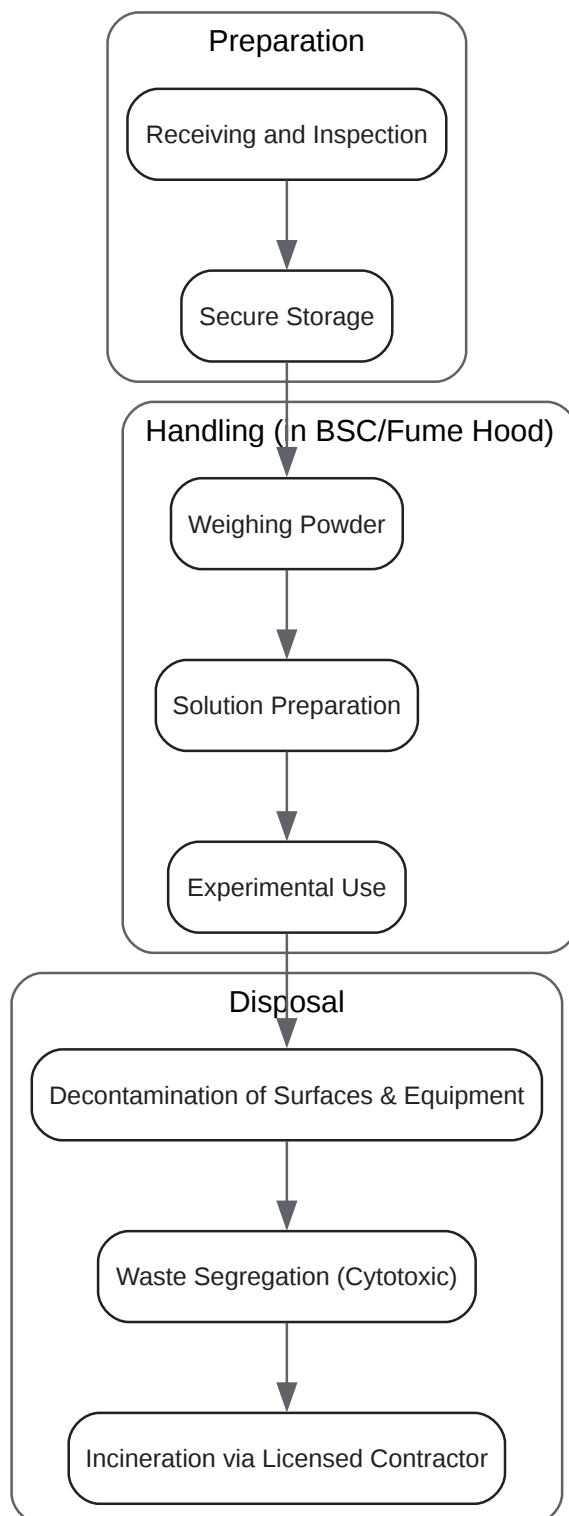 Preparation
Receiving and Inspection
Secure Storage
Handling (in BSC/Fume Hood)
Weighing Powder
Solution Preparation
Experimental Use
Disposal
Decontamination of Surfaces & Equipment
Waste Segregation (Cytotoxic)
Incineration via Licensed Contractor